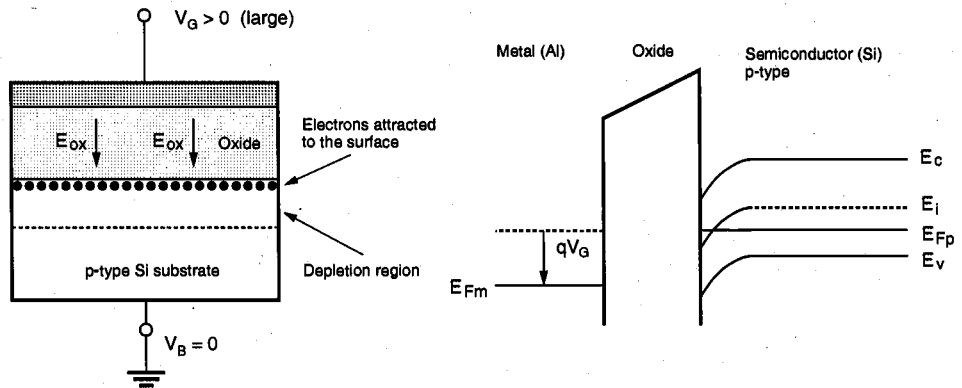 V_G > 0 (large)
E_ox
E_ox
Oxide
Electrons attracted
to the surface
p-type Si substrate
Depletion region
V_B = 0
Metal (Al)
Oxide
Semiconductor (Si)
p-type
E_c
E_i
E_Fp
E_v
qV_G
E_Fm